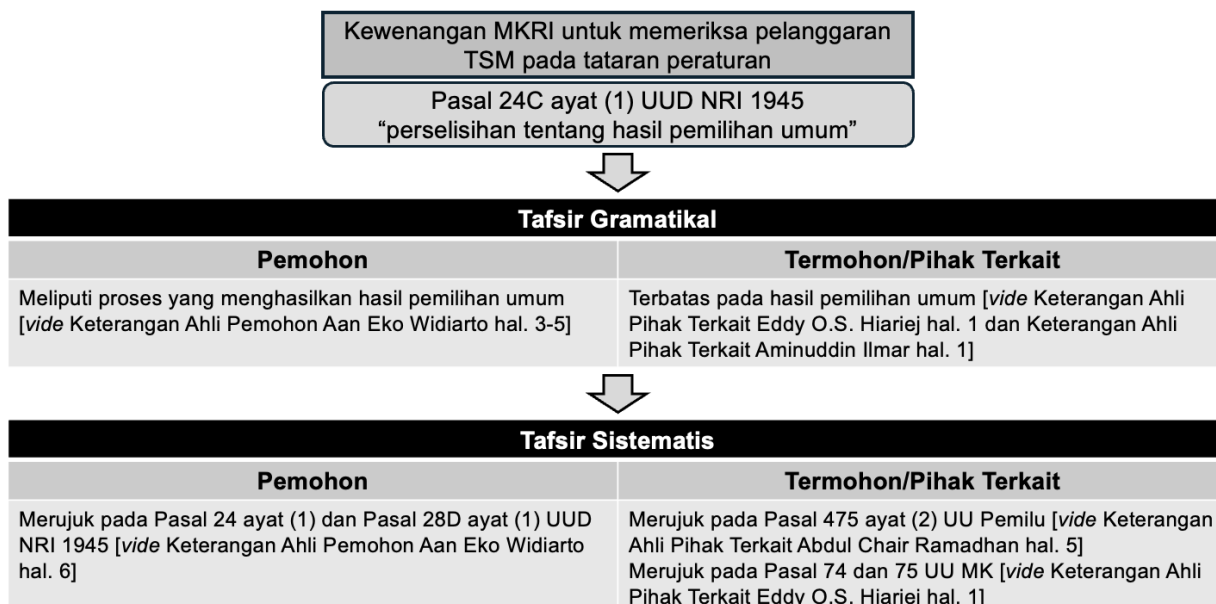 Kewenangan MKRI untuk memeriksa pelanggaran
TSM pada tataran peraturan
Pasal 24C ayat (1) UUD NRI 1945
“perselisihan tentang hasil pemilihan umum”
Tafsir Gramatikal
Pemohon
Meliputi proses yang menghasilkan hasil pemilihan umum
[vide Keterangan Ahli Pemohon Aan Eko Widiarto hal. 3-5]
Termohon/Pihak Terkait
Terbatas pada hasil pemilihan umum [vide Keterangan Ahli
Pihak Terkait Eddy O.S. Hiariej hal. 1 dan Keterangan Ahli
Pihak Terkait Aminuddin Ilmar hal. 1]
Tafsir Sistematis
Pemohon
Merujuk pada Pasal 24 ayat (1) dan Pasal 28D ayat (1) UUD
NRI 1945 [vide Keterangan Ahli Pemohon Aan Eko Widiarto
hal. 6]
Termohon/Pihak Terkait
Merujuk pada Pasal 475 ayat (2) UU Pemilu [vide Keterangan
Ahli Pihak Terkait Abdul Chair Ramadhan hal. 5]
Merujuk pada Pasal 74 dan 75 UU MK [vide Keterangan Ahli
Pihak Terkait Eddy O.S. Hiariej hal. 1]